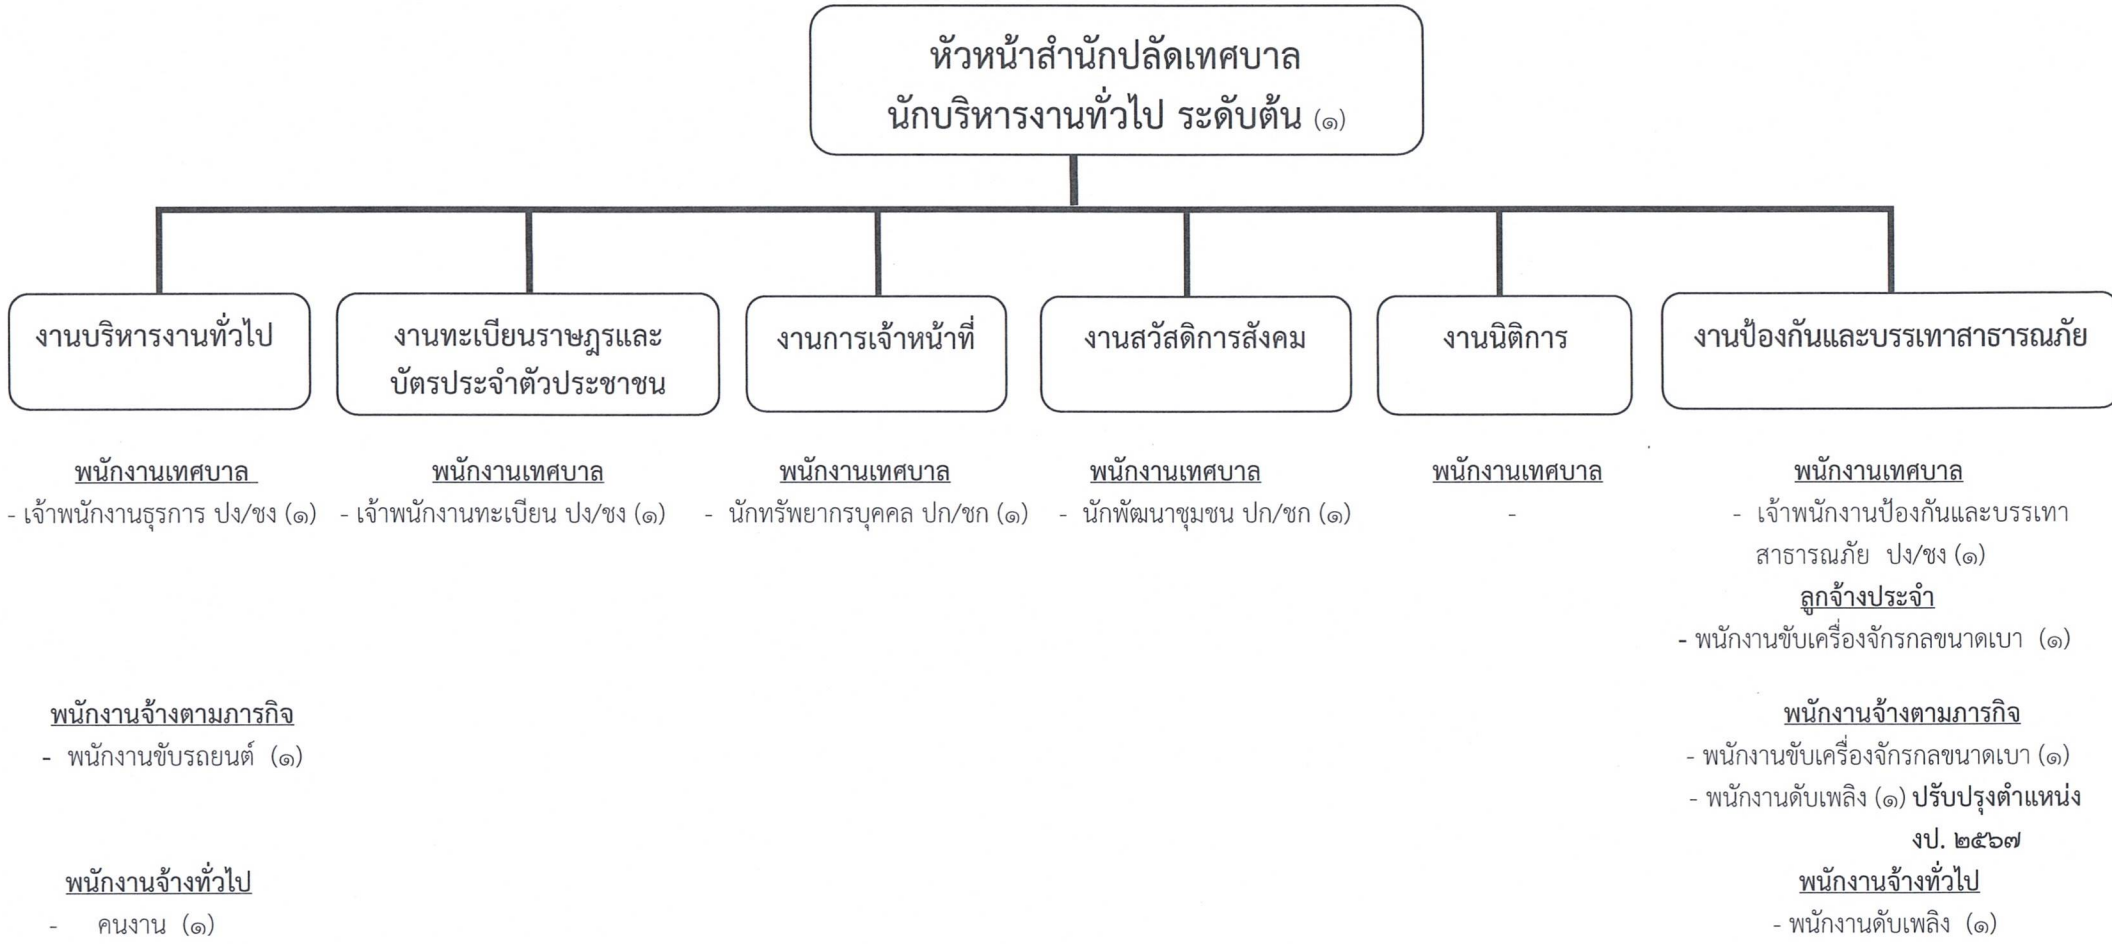 หัวหน้าสำนักปลัดเทศบาล
นักบริหารงานทั่วไป ระดับต้น (๑)
งานบริหารงานทั่วไป
งานทะเบียนราษฎรและ
บัตรประจำตัวประชาชน
งานการเจ้าหน้าที่
งานสวัสดิการสังคม
งานนิติการ
งานป้องกันและบรรเทาสาธารณภัย
พนักงานเทศบาล
- เจ้าพนักงานธุรการ ปง/ชง (๑)
พนักงานจ้างตามภารกิจ
- พนักงานขับรถยนต์ (๑)
พนักงานจ้างทั่วไป
- คนงาน (๑)
พนักงานเทศบาล
- เจ้าพนักงานทะเบียน ปง/ชง (๑)
พนักงานเทศบาล
- นักทรัพยากรบุคคล ปก/ชก (๑)
พนักงานเทศบาล
- นักพัฒนาชุมชน ปก/ชก (๑)
พนักงานเทศบาล
-
พนักงานเทศบาล
- เจ้าพนักงานป้องกันและบรรเทา
สาธารณภัย ปง/ชง (๑)
ลูกจ้างประจำ
- พนักงานขับเครื่องจักรกลขนาดเบา (๑)
พนักงานจ้างตามภารกิจ
- พนักงานขับเครื่องจักรกลขนาดเบา (๑)
- พนักงานดับเพลิง (๑) ปรับปรุงตำแหน่ง
งป. ๒๕๖๗
พนักงานจ้างทั่วไป
- พนักงานดับเพลิง (๑)